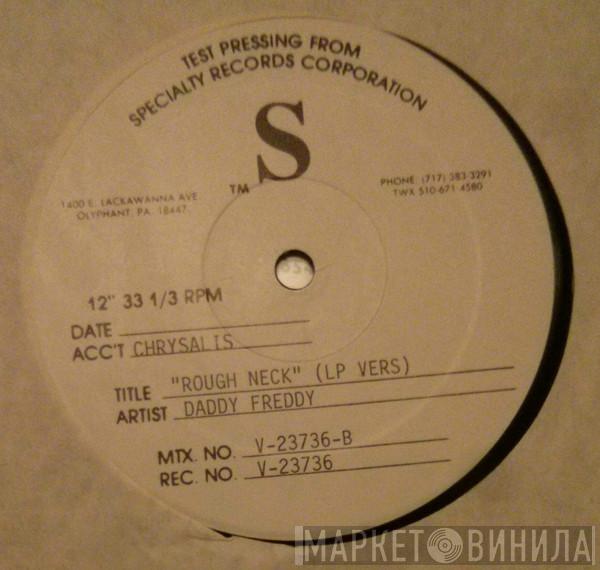 TEST PRESSING FROM
SPECIALTY RECORDS CORPORATION
S
TM
1400 E. LACKAWANNA AVE
OLYPHANT, PA. 18447
PHONE: (717) 383-3291
TWX 510-671-4580
12" 33 1/3 RPM
DATE
ACC'T CHRYSALIS
TITLE "ROUGH NECK" (LP VERS)
ARTIST DADDY FREDDY
MTX. NO. V-23736-B
REC. NO. V-23736
МАРКЕТ ВИНИЛА